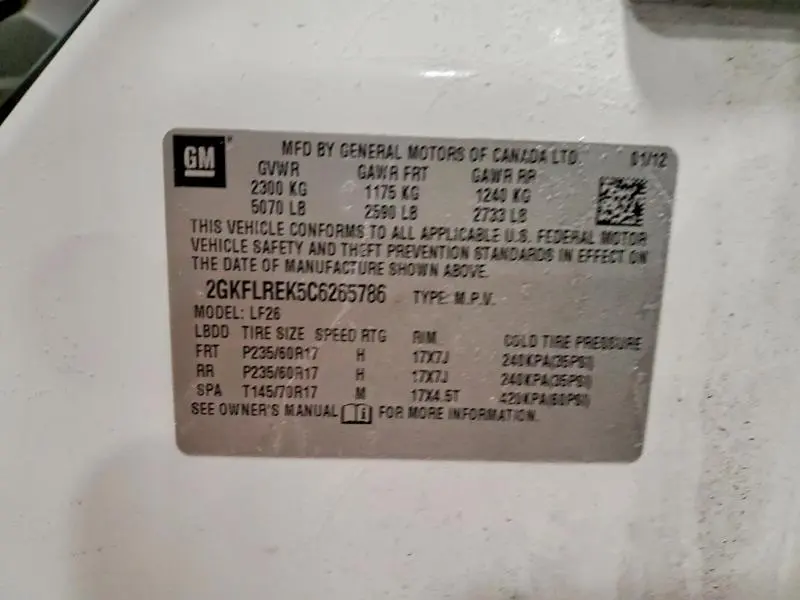 GM
MFD BY GENERAL MOTORS OF CANADA LTD. 01/12
GVWR GAWR FRT GAWR RR
2300 KG 1175 KG 1240 KG
5070 LB 2590 LB 2733 LB
THIS VEHICLE CONFORMS TO ALL APPLICABLE U.S. FEDERAL MOTOR
VEHICLE SAFETY AND THEFT PREVENTION STANDARDS IN EFFECT ON
THE DATE OF MANUFACTURE SHOWN ABOVE.
2GKFLREK5C6265786 TYPE: M.P.V.
MODEL: LF26
LBDD TIRE SIZE SPEED RTG RIM COLD TIRE PRESSURE
FRT P235/60R17 H 17X7J 240KPA(35PSI)
RR P235/60R17 H 17X7J 240KPA(35PSI)
SPA T145/70R17 M 17X4.5T 420KPA(60PSI)
SEE OWNER'S MANUAL FOR MORE INFORMATION.